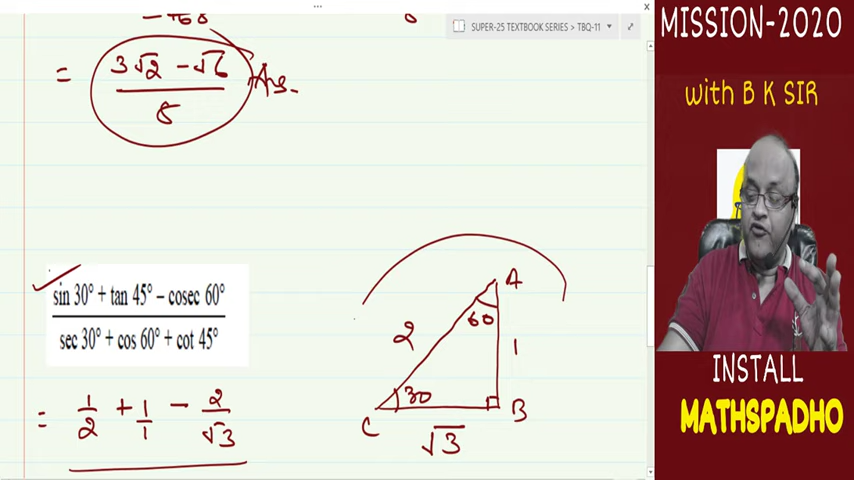 SUPER-25 TEXTBOOK SERIES > TBQ-11
MISSION-2020
with B K SIR
= 3√2 - √6 / 8 Ans.
sin 30° + tan 45° – cosec 60°
sec 30° + cos 60° + cot 45°
= 1/2 + 1/1 - 2/√3
A
60
2
1
30
C
B
√3
INSTALL
MATHSPADHO